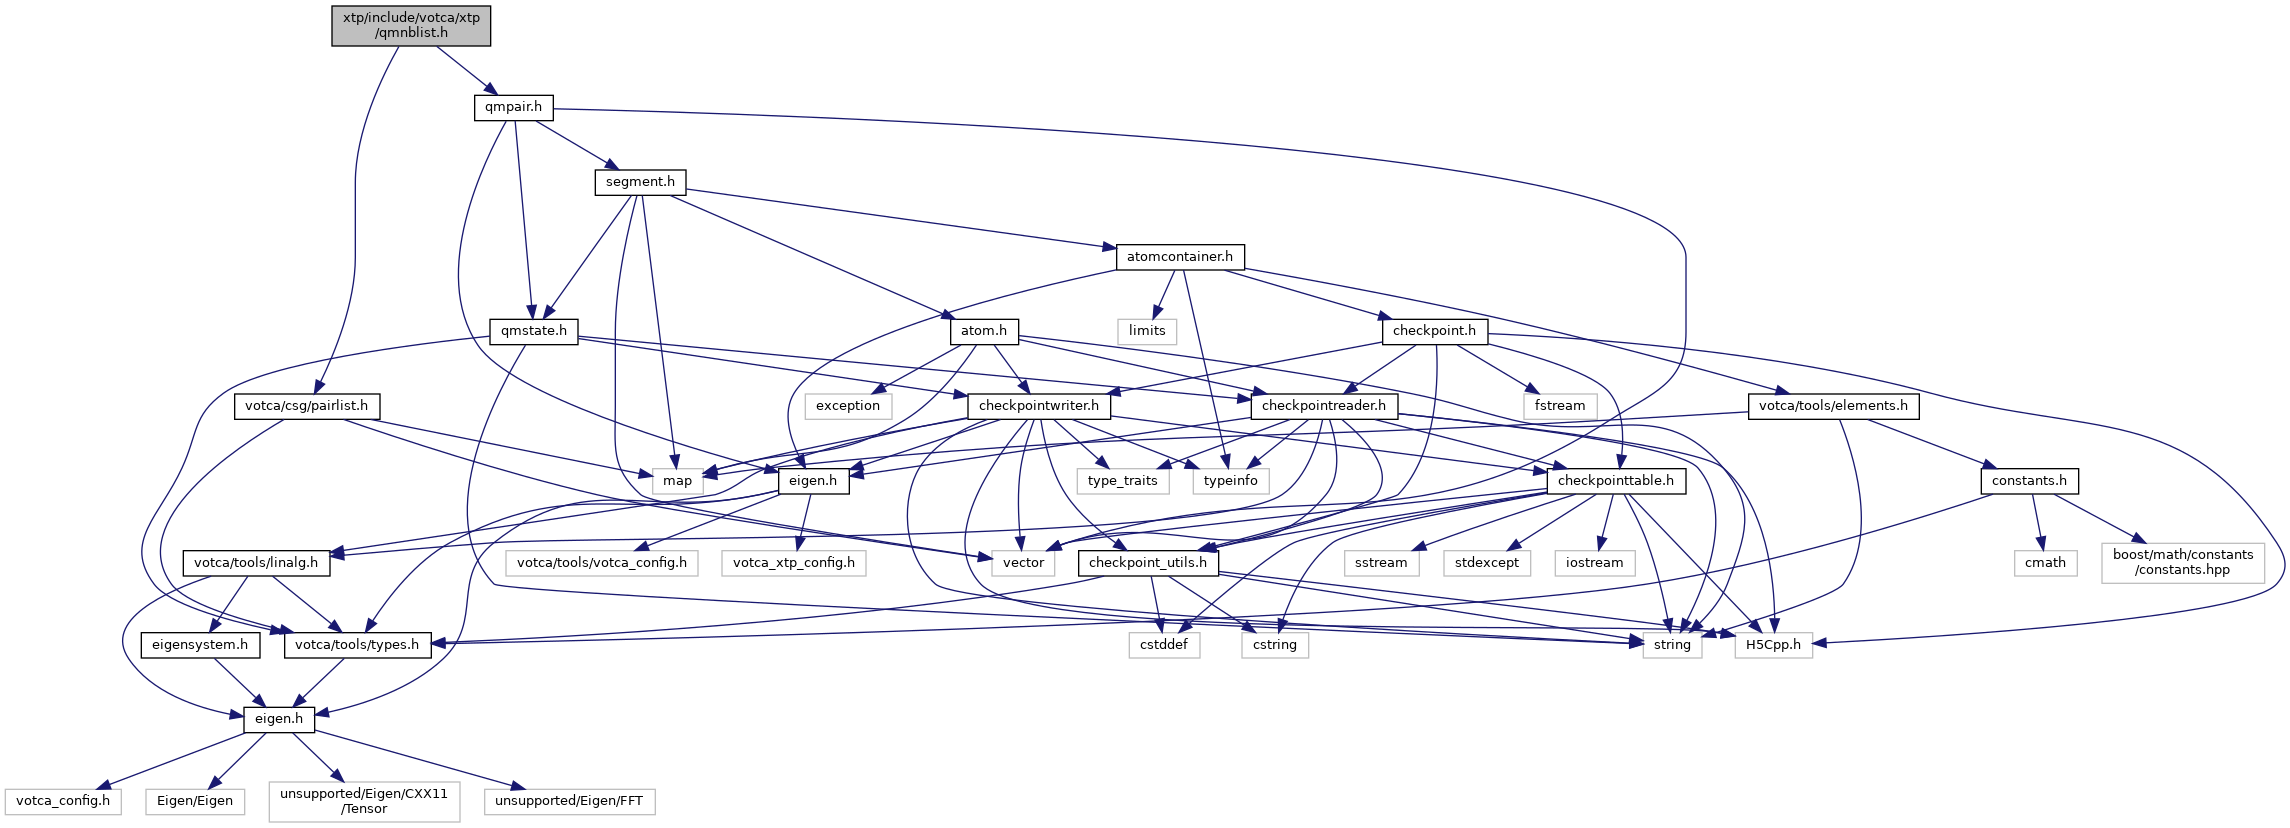 xtp/include/votca/xtp
/qmnblist.h
qmpair.h
segment.h
atomcontainer.h
qmstate.h
atom.h
limits
checkpoint.h
votca/csg/pairlist.h
exception
checkpointwriter.h
checkpointreader.h
fstream
votca/tools/elements.h
map
eigen.h
type_traits
typeinfo
checkpointtable.h
constants.h
votca/tools/linalg.h
votca/tools/votca_config.h
votca_xtp_config.h
vector
checkpoint_utils.h
sstream
stdexcept
iostream
cmath
boost/math/constants
/constants.hpp
eigensystem.h
votca/tools/types.h
cstddef
cstring
string
H5Cpp.h
eigen.h
votca_config.h
Eigen/Eigen
unsupported/Eigen/CXX11
/Tensor
unsupported/Eigen/FFT